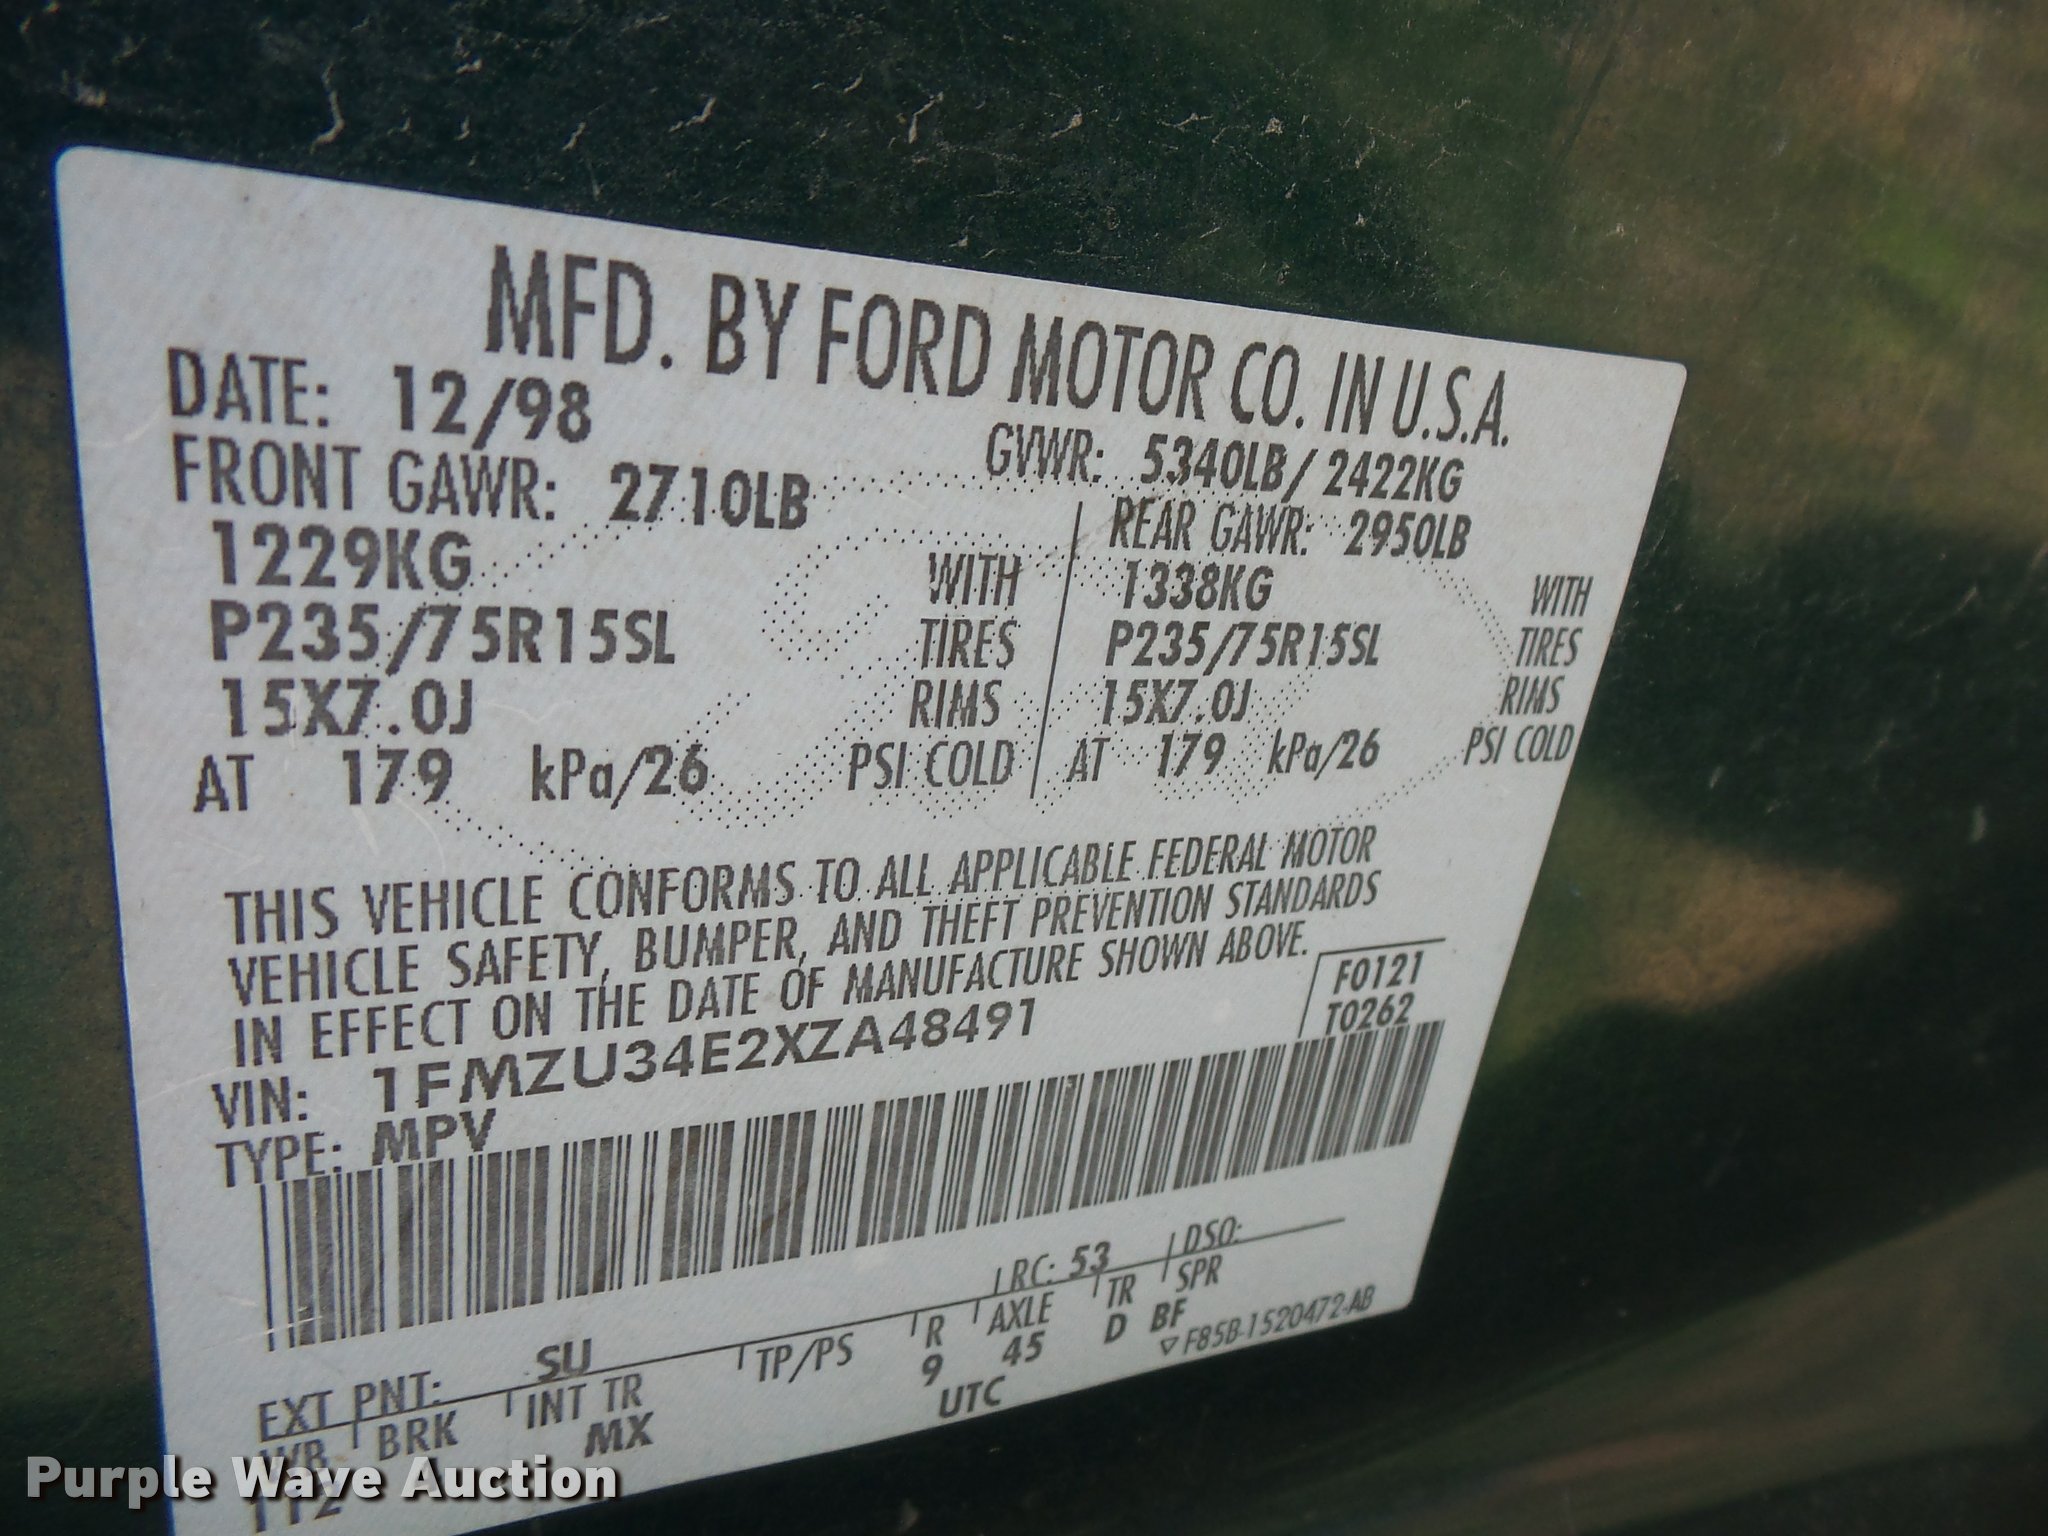 MFD. BY FORD MOTOR CO. IN U.S.A.
DATE: 12/98 GVWR: 5340LB/ 2422KG
FRONT GAWR: 2710LB REAR GAWR: 2950LB
1229KG WITH 1338KG WITH
P235/75R15SL TIRES P235/75R15SL TIRES
15X7.0J RIMS 15X7.0J RIMS
AT 179 kPa/26 PSI COLD AT 179 kPa/26 PSI COLD
THIS VEHICLE CONFORMS TO ALL APPLICABLE FEDERAL MOTOR
VEHICLE SAFETY, BUMPER, AND THEFT PREVENTION STANDARDS
IN EFFECT ON THE DATE OF MANUFACTURE SHOWN ABOVE.
F0121
T0262
VIN: 1FMZU34E2XZA48491
TYPE: MPV
RC: 53 DSO:
EXT PNT: SU
WB BRK INT TR TP/PS R AXLE TR SPR
112 4 MX 9 45 D BF
UTC ▽F85B-1520472-AB
Purple Wave Auction